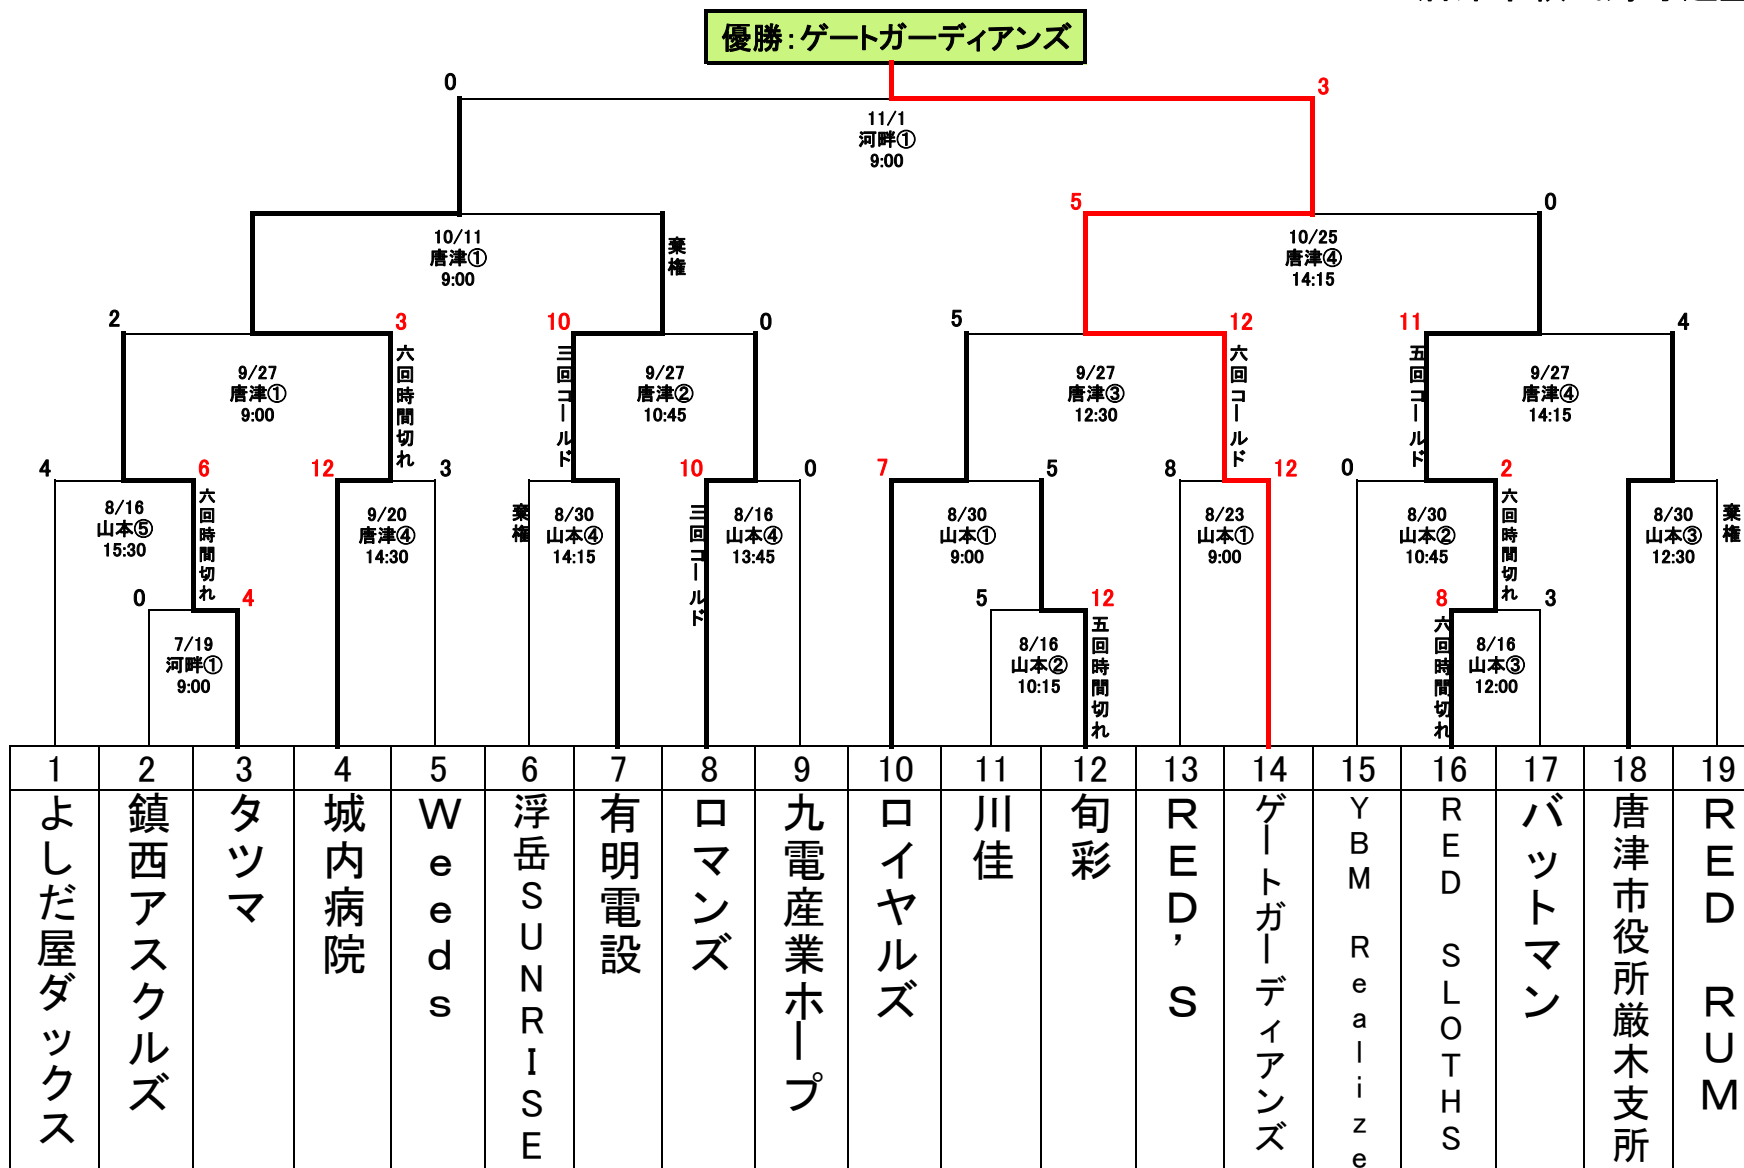 優勝：ゲートガーディアンズ
0
3
11/1
河畔①
9:00
5
0
10/11
唐津①
9:00
棄権
10/25
唐津④
14:15
2
3
10
0
5
12
11
4
六回時間切れ
三回コールド
六回コールド
五回コールド
9/27
唐津①
9:00
9/27
唐津②
10:45
9/27
唐津③
12:30
9/27
唐津④
14:15
4
6
12
3
10
0
7
5
8
12
0
2
8/16
山本⑤
15:30
六回時間切れ
9/20
唐津④
14:30
棄権
8/30
山本④
14:15
三回コールド
8/16
山本④
13:45
8/30
山本①
9:00
8/23
山本①
9:00
8/30
山本②
10:45
六回時間切れ
8/30
山本③
12:30
棄権
0
4
5
12
8
3
7/19
河畔①
9:00
8/16
山本②
10:15
五回時間切れ
六回時間切れ
8/16
山本③
12:00
1
2
3
4
5
6
7
8
9
10
11
12
13
14
15
16
17
18
19
よしだ屋ダックス
鎮西アスクルズ
タツマ
城内病院
Weeds
浮岳SUNRISE
有明電設
ロマンズ
九電産業ホープ
ロイヤルズ
川佳
旬彩
RED'S
ゲートガーディアンズ
YBM Realize
RED SLOTHS
バットマン
唐津市役所厳木支所
RED RUM